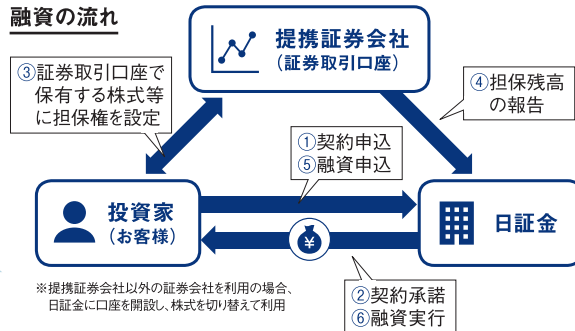 融資の流れ
提携証券会社
（証券取引口座）
③証券取引口座で
保有する株式等
に担保権を設定
④担保残高
の報告
①契約申込
⑤融資申込
投資家
（お客様）
日証金
¥
②契約承諾
⑥融資実行
※提携証券会社以外の証券会社を利用の場合、
日証金に口座を開設し、株式を切り替えて利用